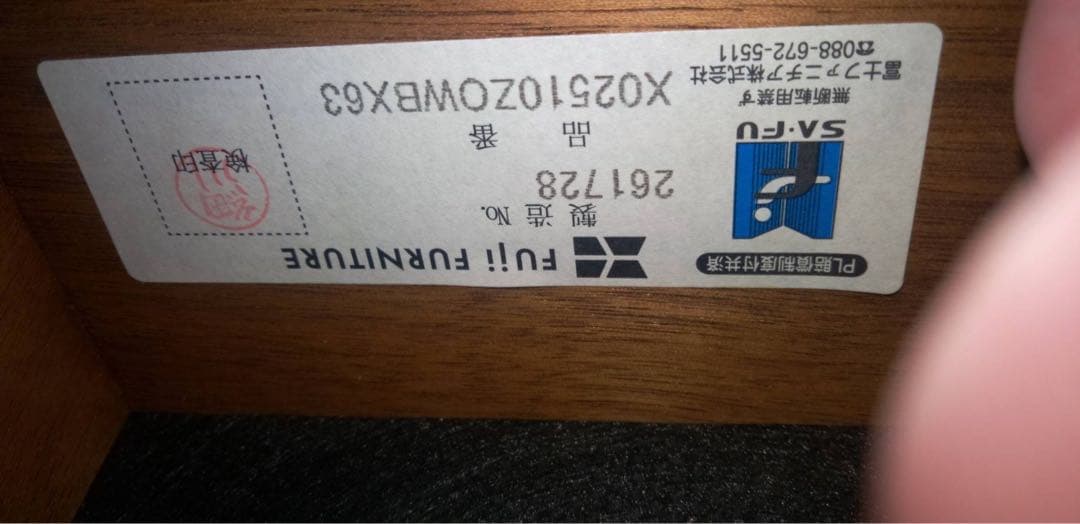 PL賠償制度付共済
SA・FU
無断転用禁ず
富士ファニチア株式会社
☎088-672-5511
Fuji FURNITURE
製造No.
261728
品番
X02510ZOWBX63
検査印